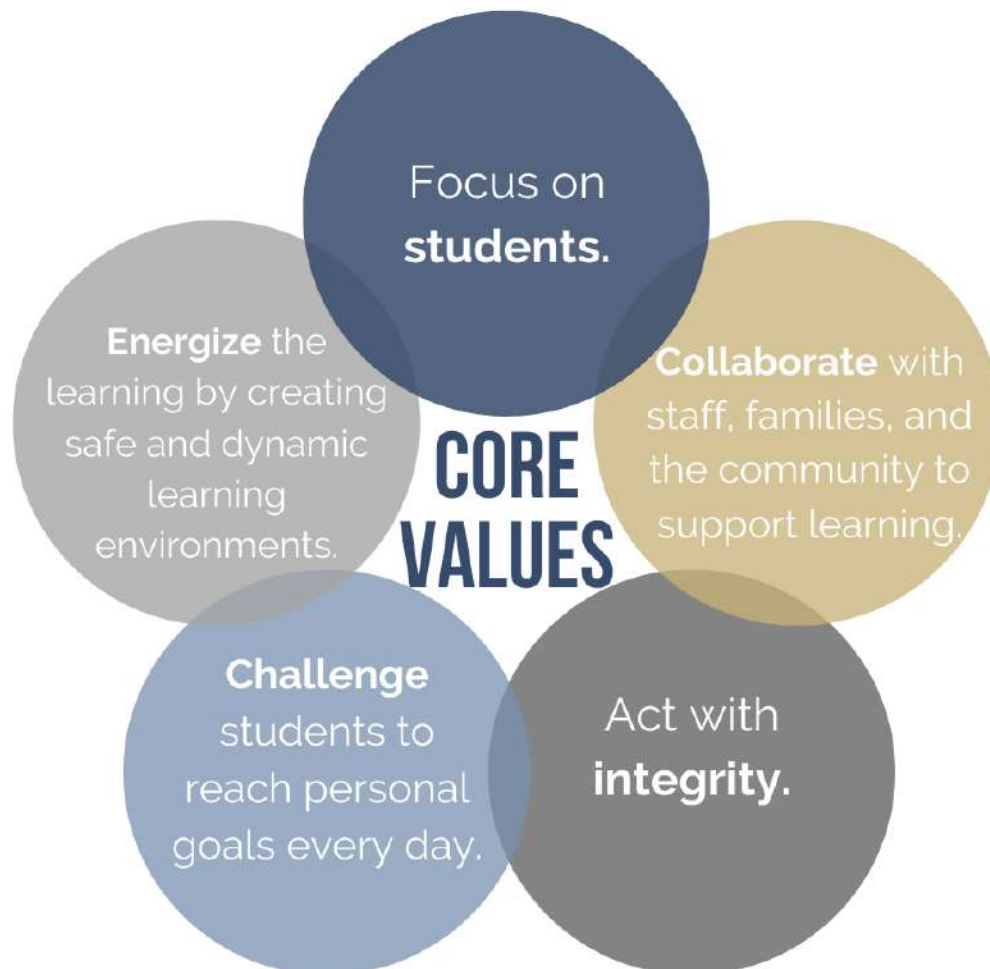 Focus on
students.
Energize the
learning by creating
safe and dynamic
learning
environments.
Collaborate with
staff, families, and
the community to
support learning.
CORE
VALUES
Challenge
students to
reach personal
goals every day.
Act with
integrity.